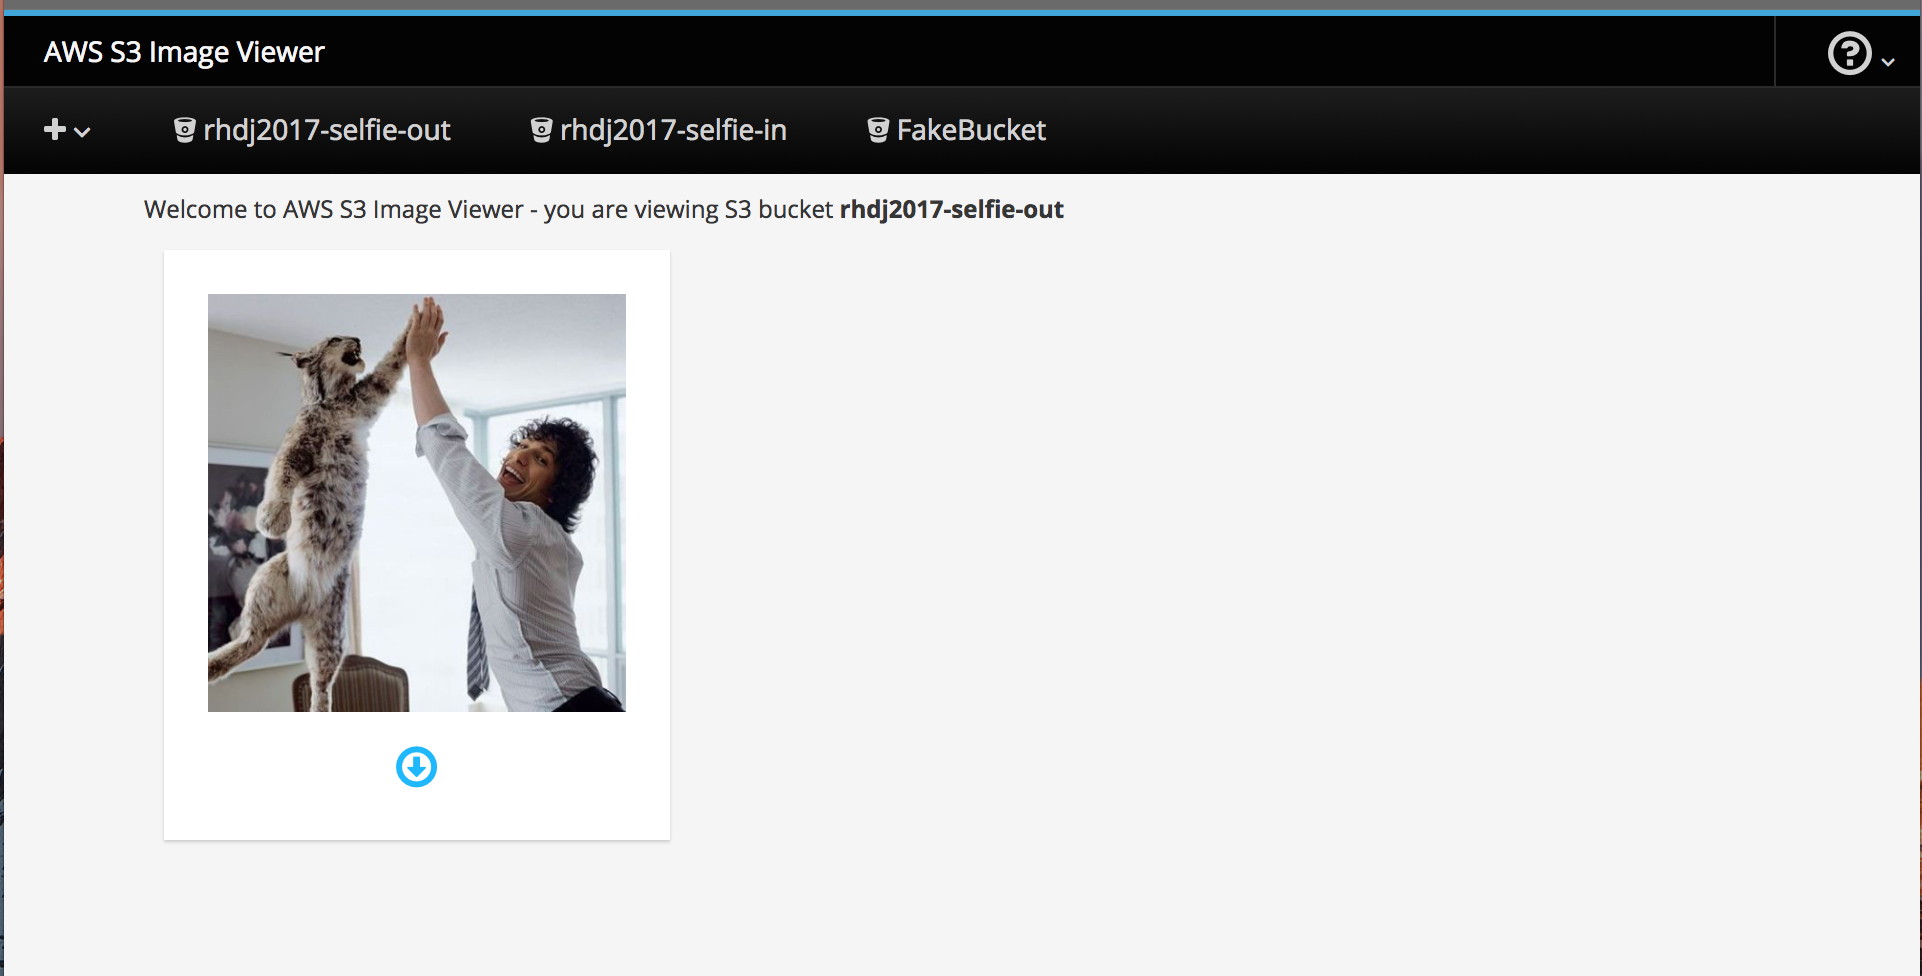 AWS S3 Image Viewer
rhdj2017-selfie-out rhdj2017-selfie-in FakeBucket
Welcome to AWS S3 Image Viewer - you are viewing S3 bucket rhdj2017-selfie-out